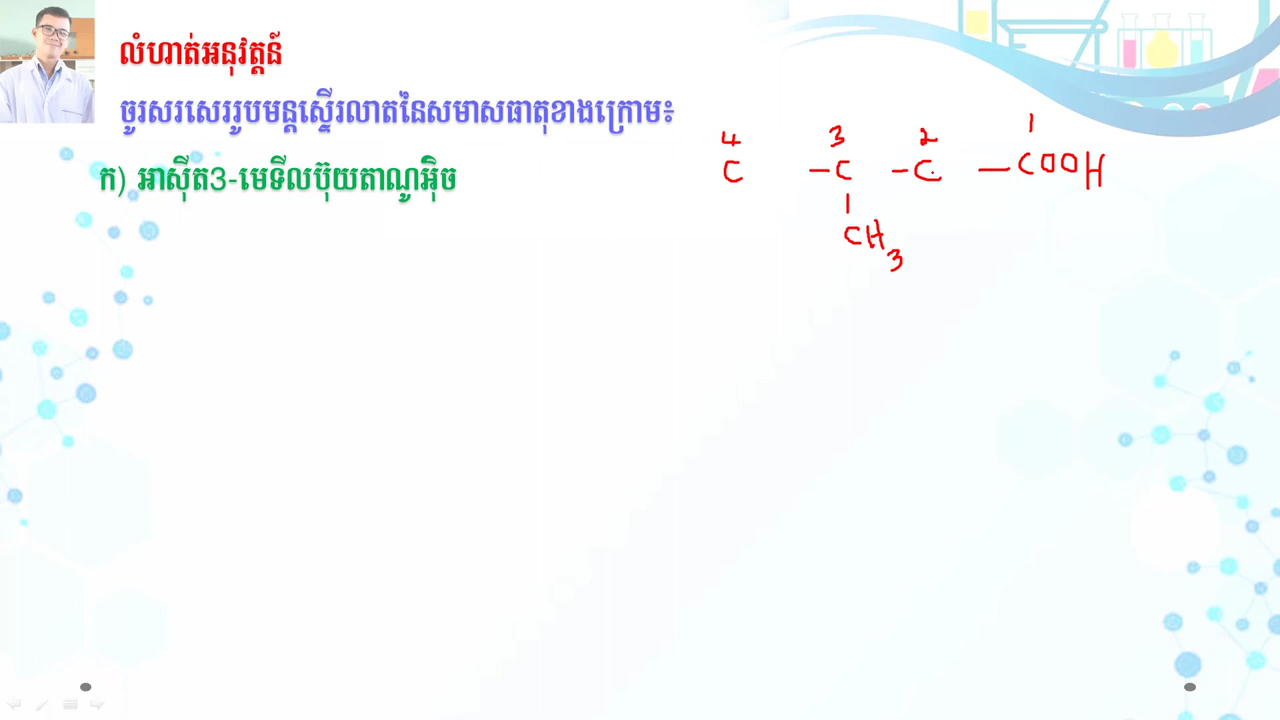 លំហាត់អនុវត្តន៍
ចូរសរសេររូបមន្តស្ទើរលាតនៃសមាសធាតុខាងក្រោម៖
ក) អាស៊ីត3-មេទីលប៊ុយតាណូអ៊ិច
4 3 2 1
C – C – C – COOH
|
CH3